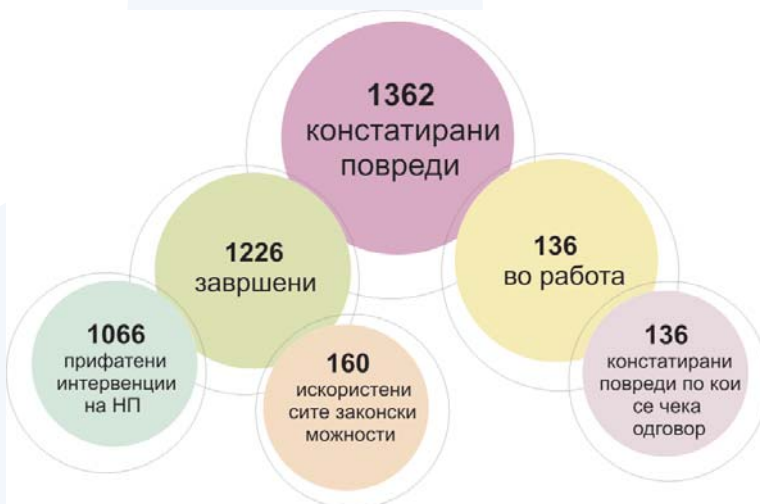 1362
констатирани
повреди
1226
завршени
136
во работа
1066
прифатени
интервенции
на НП
160
искористени
сите законски
можности
136
констатирани
повреди по кои
се чека
одговор